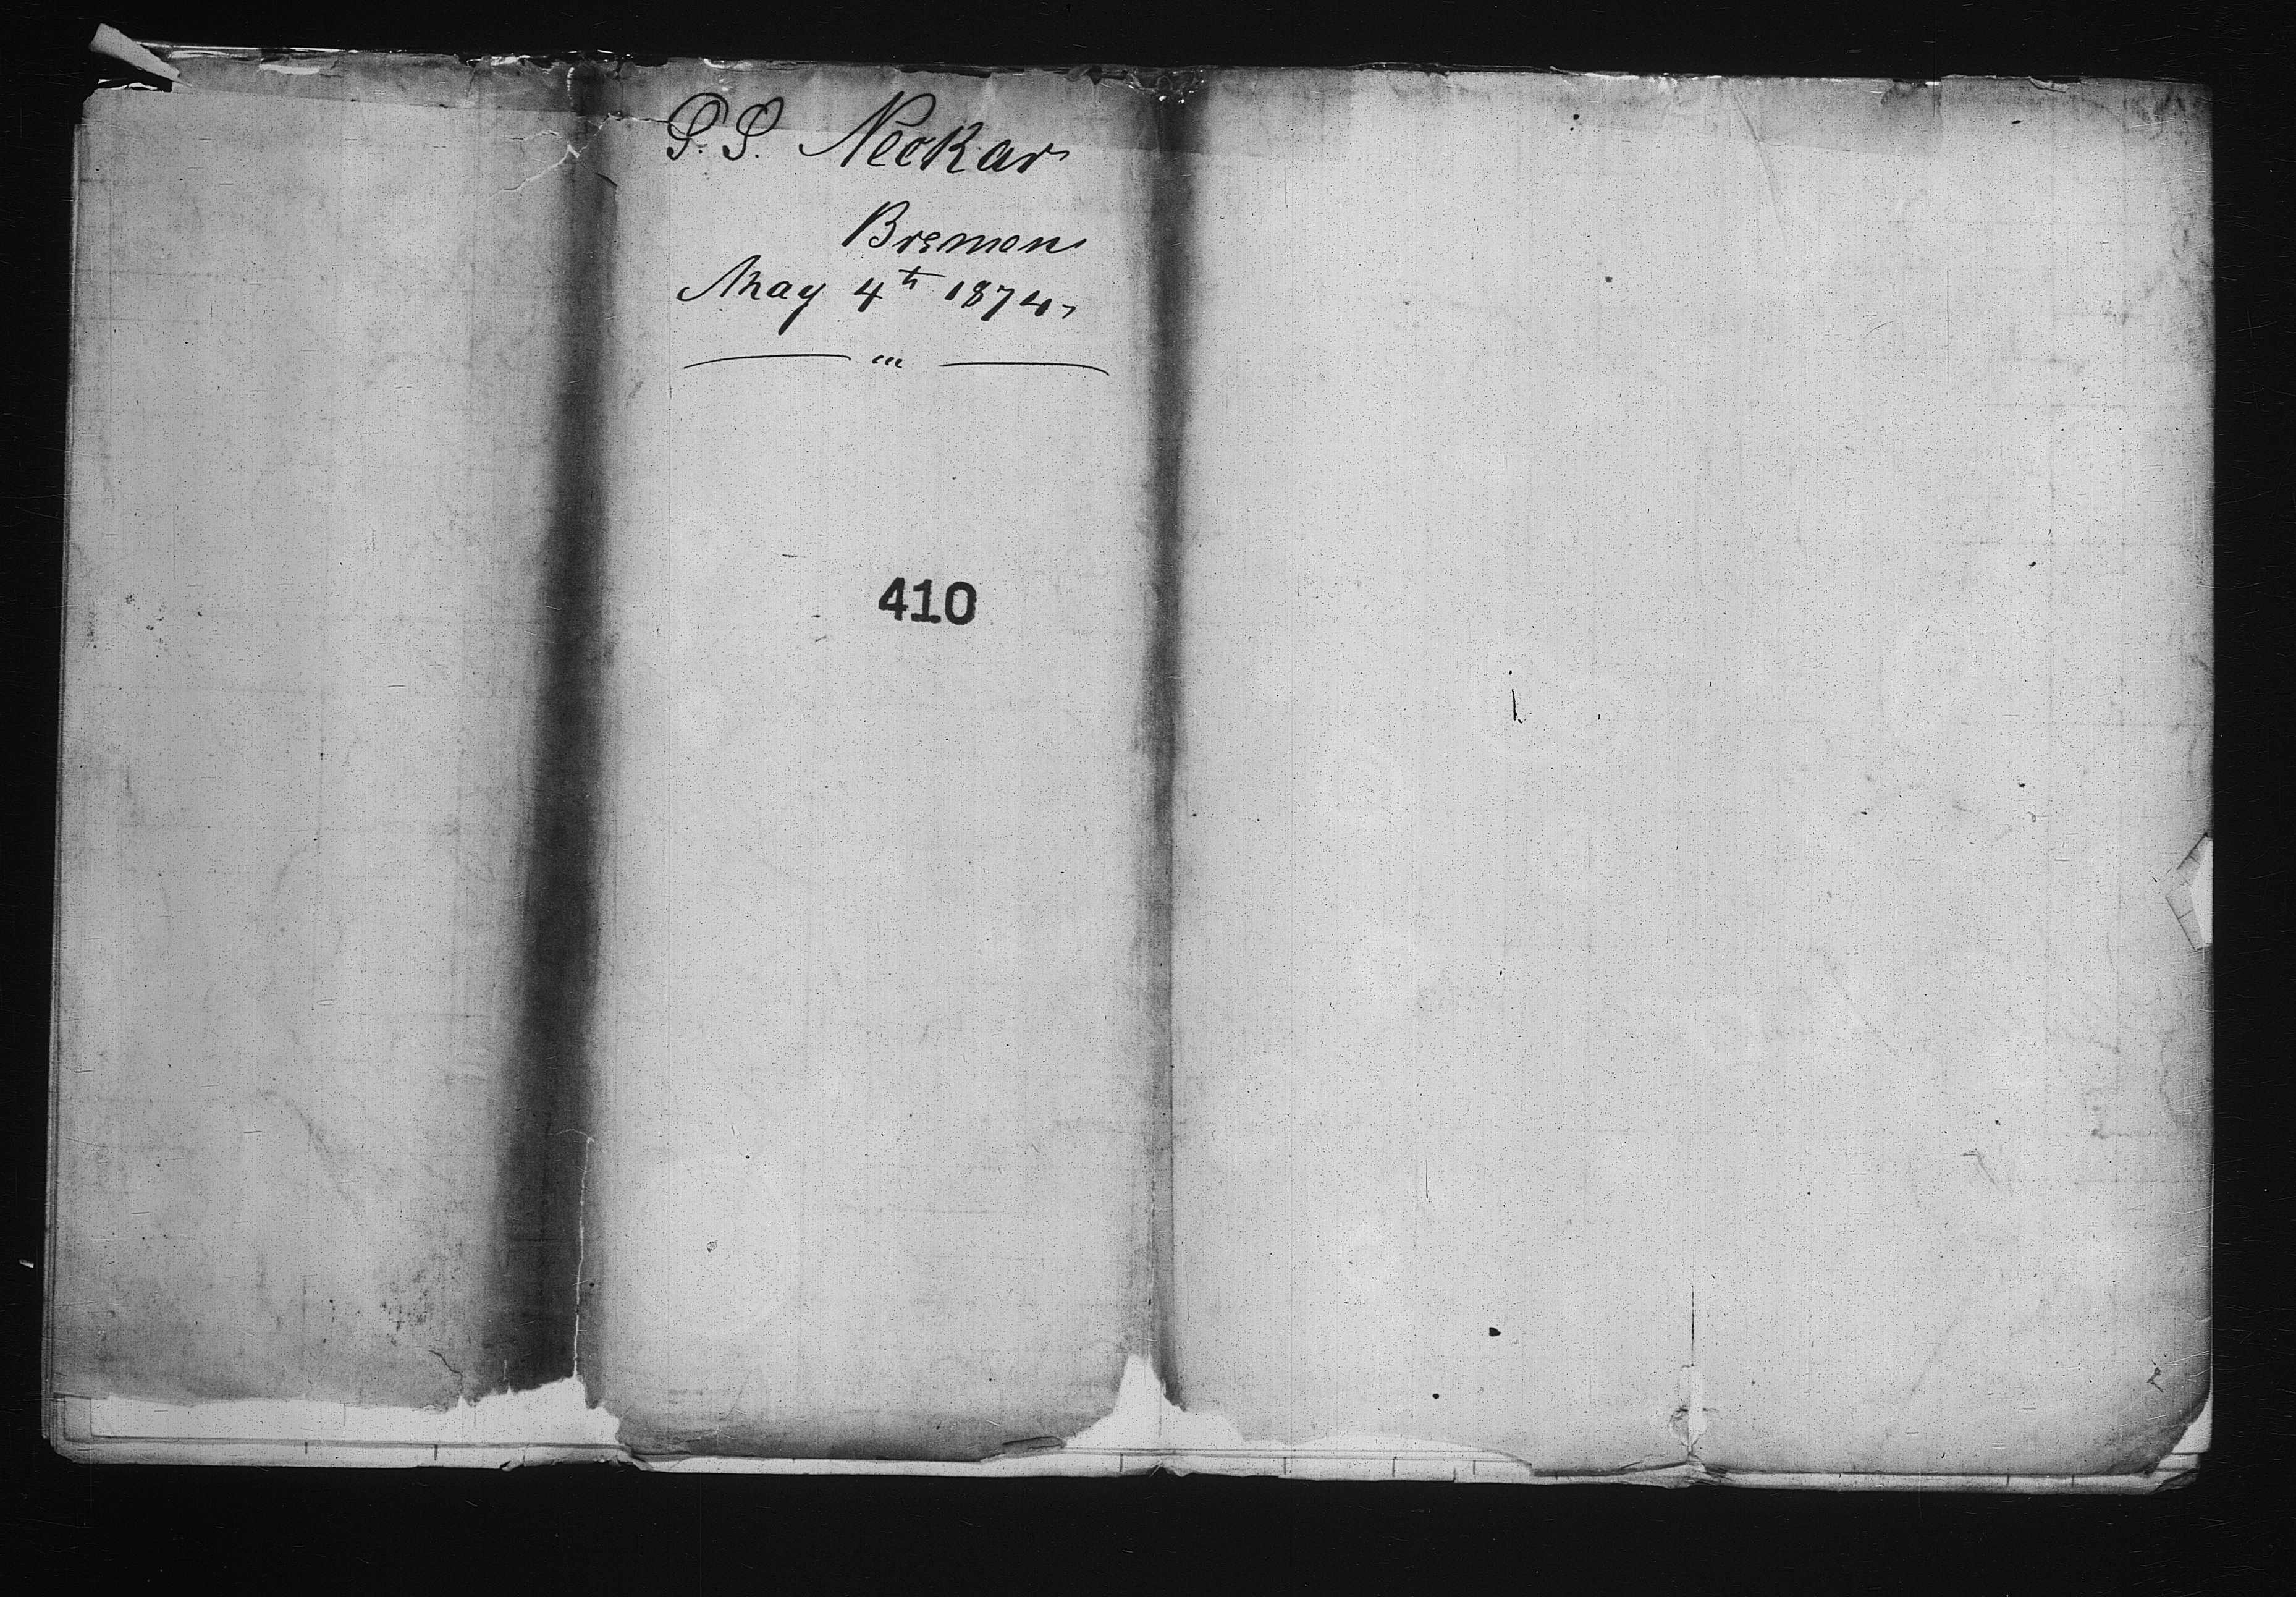 S.S. Neckar
Bremen
May 4th 1874,
410